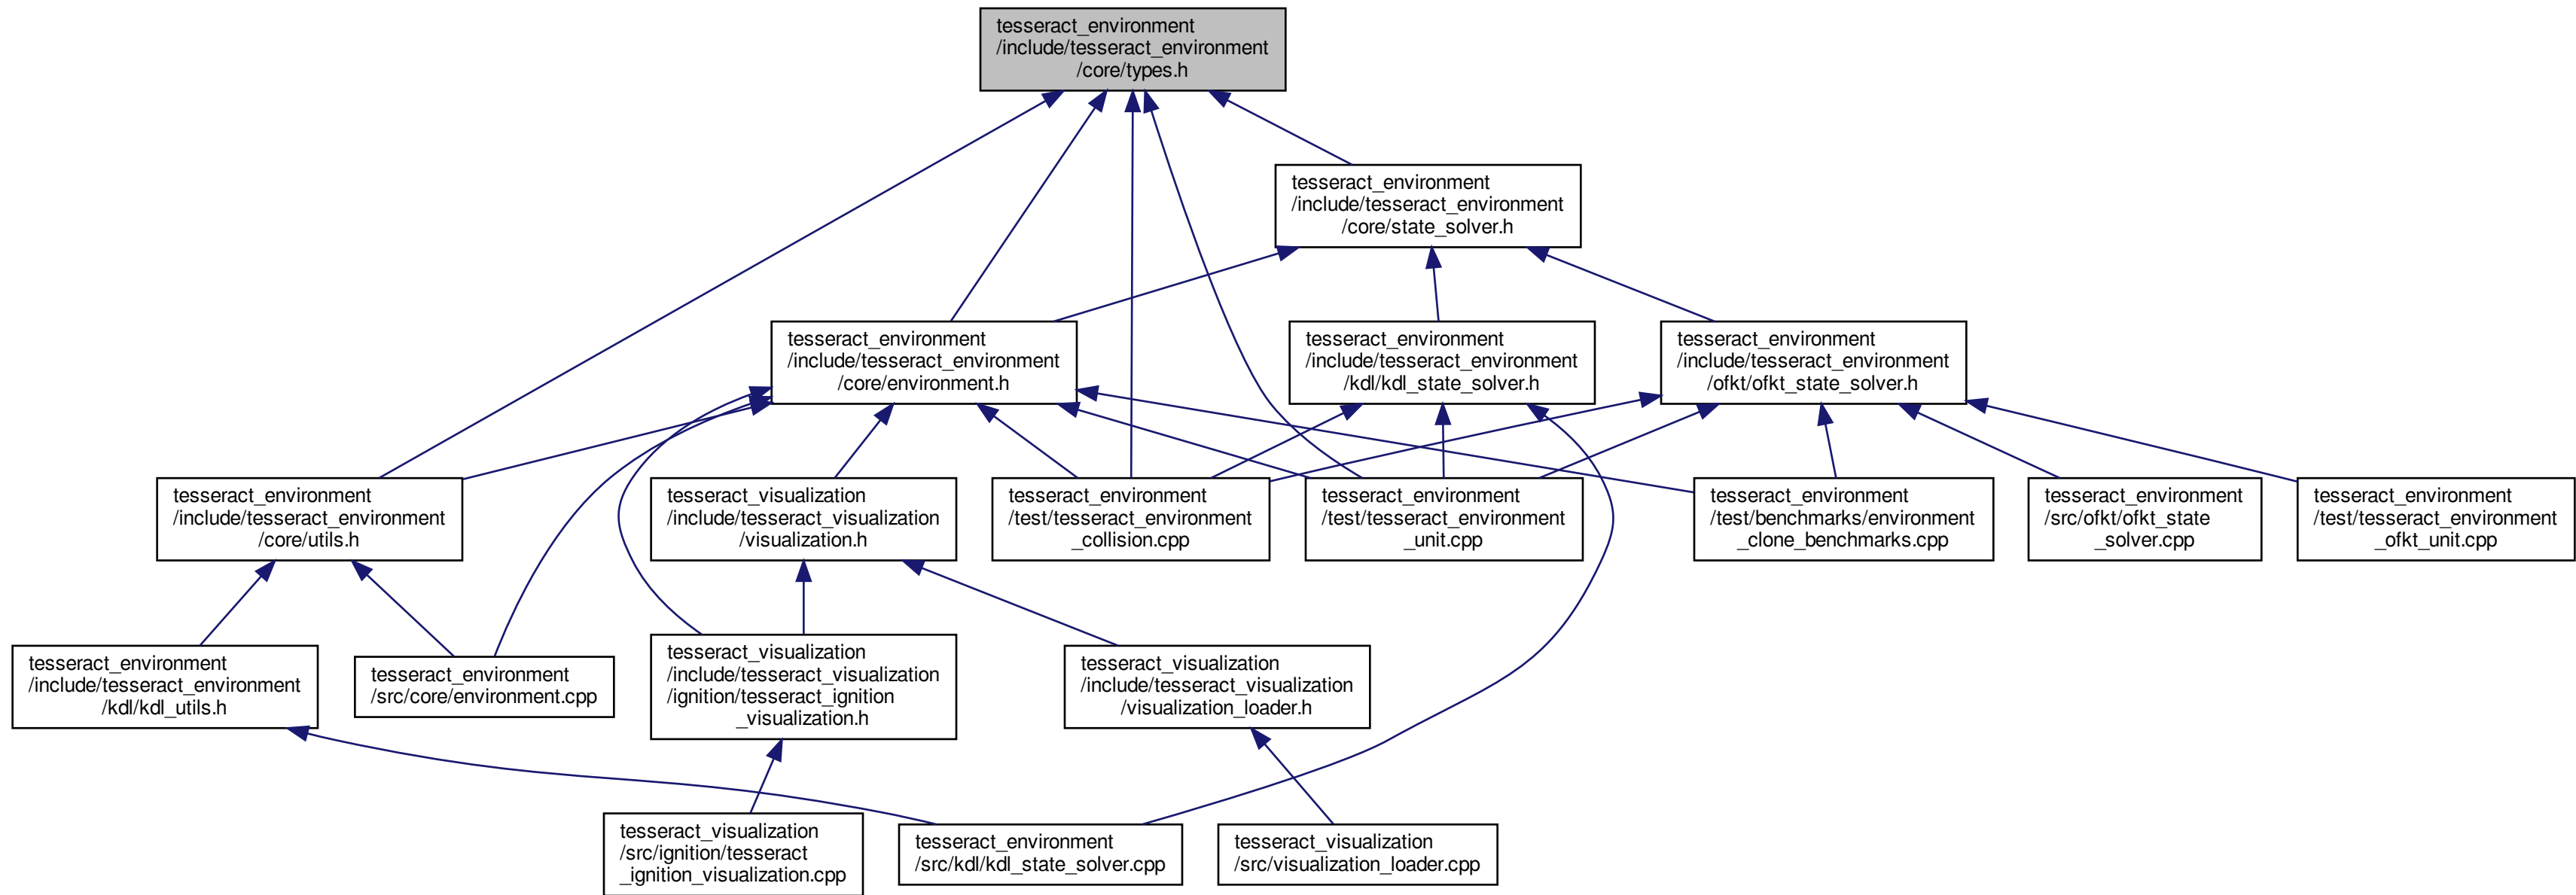 tesseract_environment
/include/tesseract_environment
/core/types.h
tesseract_environment
/include/tesseract_environment
/core/state_solver.h
tesseract_environment
/include/tesseract_environment
/core/environment.h
tesseract_environment
/include/tesseract_environment
/kdl/kdl_state_solver.h
tesseract_environment
/include/tesseract_environment
/ofkt/ofkt_state_solver.h
tesseract_environment
/include/tesseract_environment
/core/utils.h
tesseract_visualization
/include/tesseract_visualization
/visualization.h
tesseract_environment
/test/tesseract_environment
_collision.cpp
tesseract_environment
/test/tesseract_environment
_unit.cpp
tesseract_environment
/test/benchmarks/environment
_clone_benchmarks.cpp
tesseract_environment
/src/ofkt/ofkt_state
_solver.cpp
tesseract_environment
/test/tesseract_environment
_ofkt_unit.cpp
tesseract_environment
/include/tesseract_environment
/kdl/kdl_utils.h
tesseract_environment
/src/core/environment.cpp
tesseract_visualization
/include/tesseract_visualization
/ignition/tesseract_ignition
_visualization.h
tesseract_visualization
/include/tesseract_visualization
/visualization_loader.h
tesseract_visualization
/src/ignition/tesseract
_ignition_visualization.cpp
tesseract_environment
/src/kdl/kdl_state_solver.cpp
tesseract_visualization
/src/visualization_loader.cpp